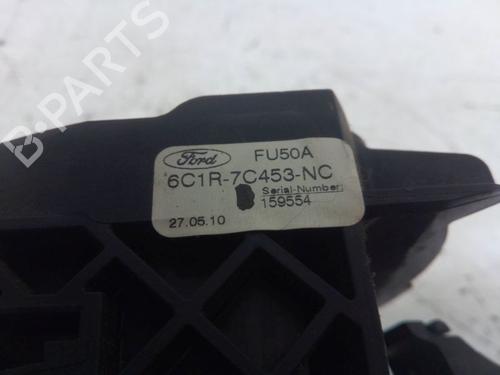 B-PARTS
Ford
FU50A
6C1R-7C453-NC
Serial-Number
159554
27.05.10